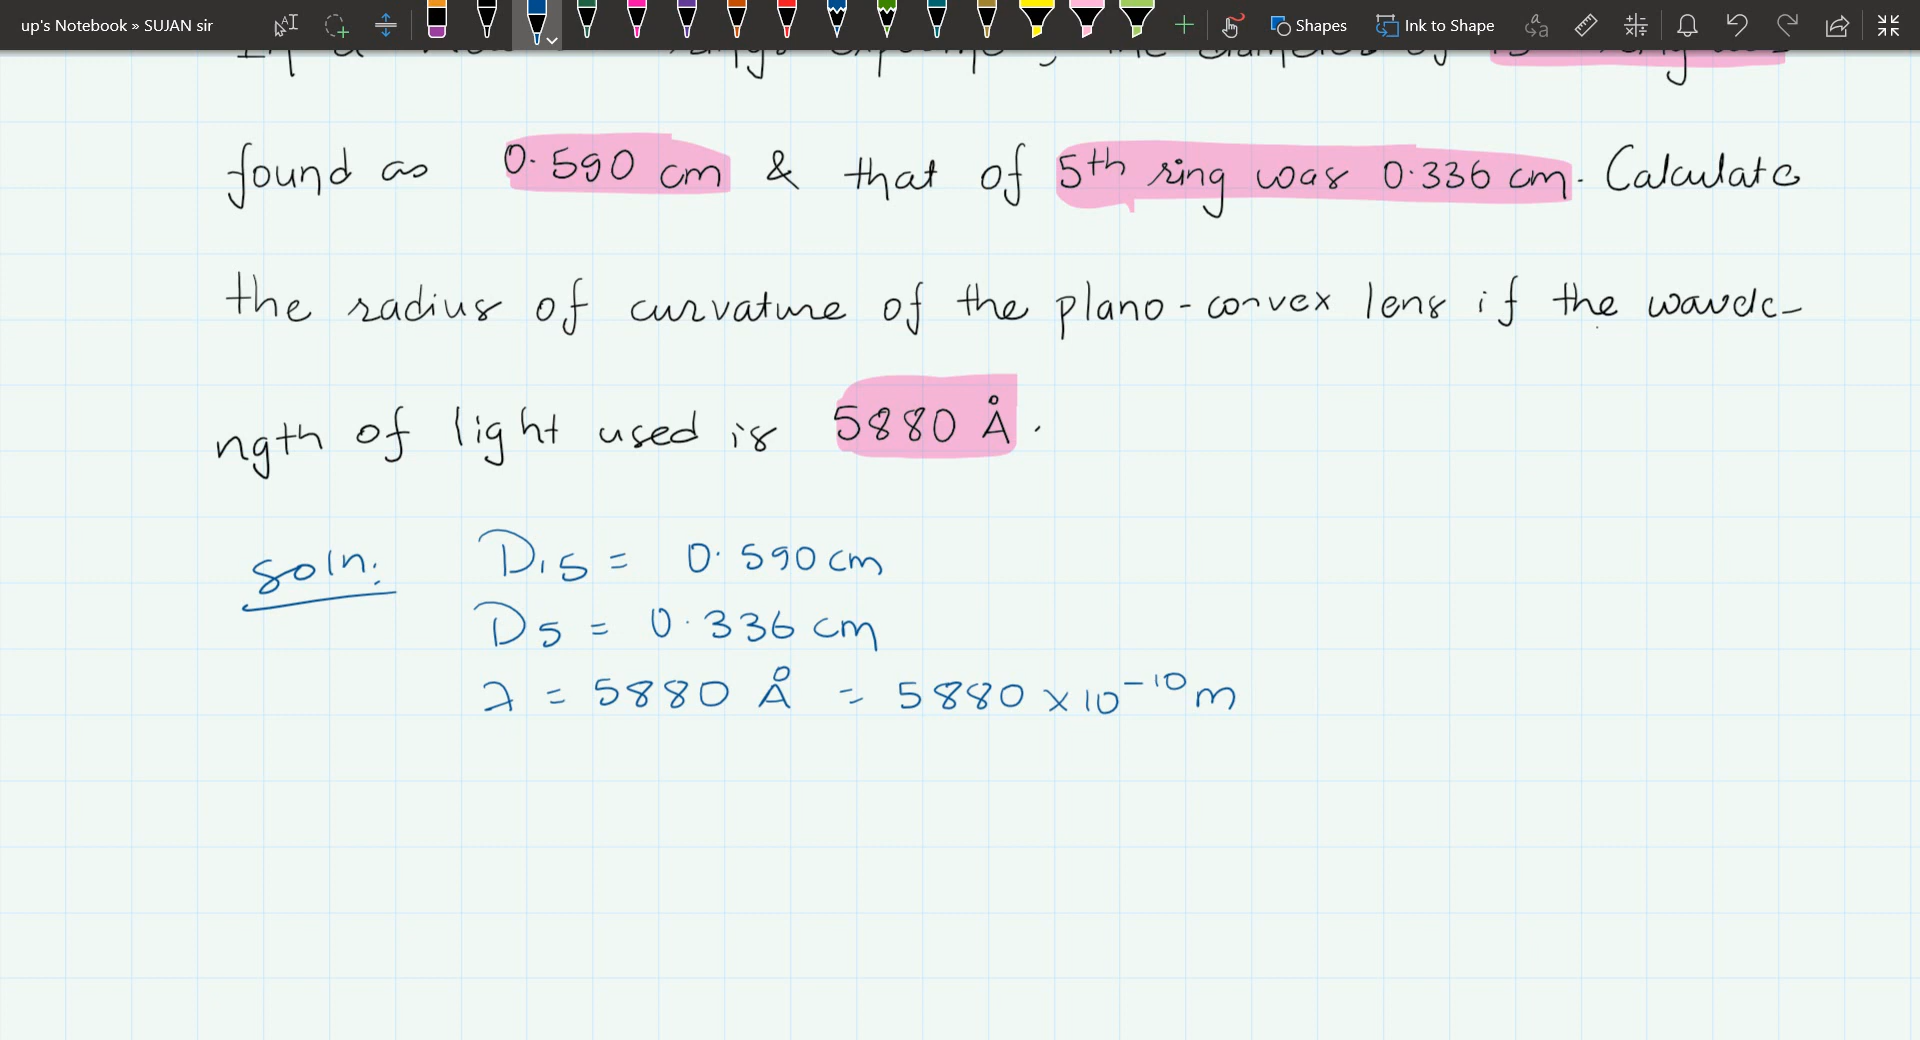 up's Notebook » SUJAN sir
Shapes
Ink to Shape
found as 0.590 cm & that of 5th ring was 0.336 cm. Calculate
the radius of curvature of the plano-convex lens if the wavele-
ngth of light used is 5880 Å.
Soln:
D15 = 0.590 cm
D5 = 0.336 cm
λ = 5880 Å = 5880 × 10⁻¹⁰ m